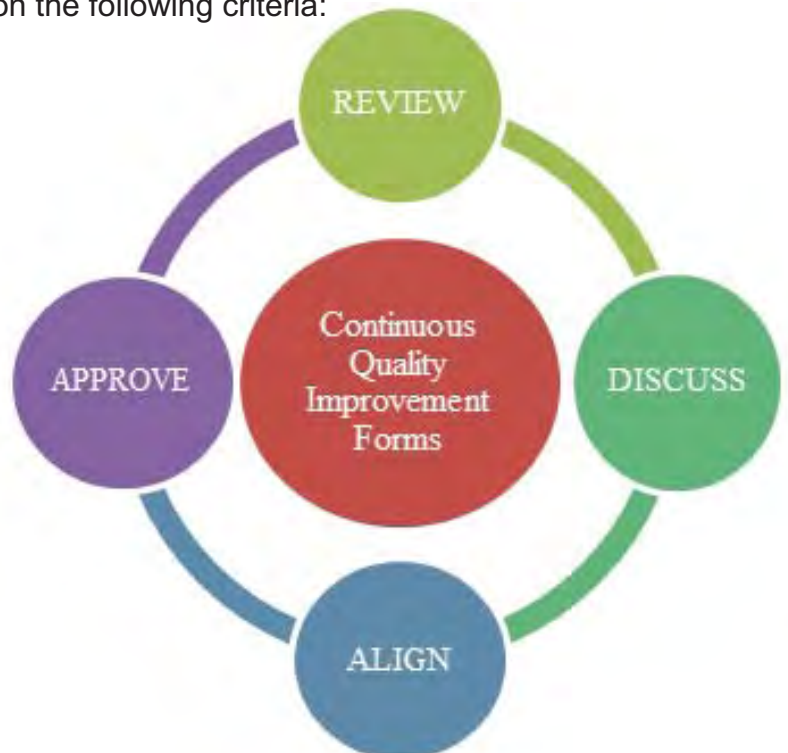 on the following criteria:
REVIEW
DISCUSS
ALIGN
APPROVE
Continuous
Quality
Improvement
Forms